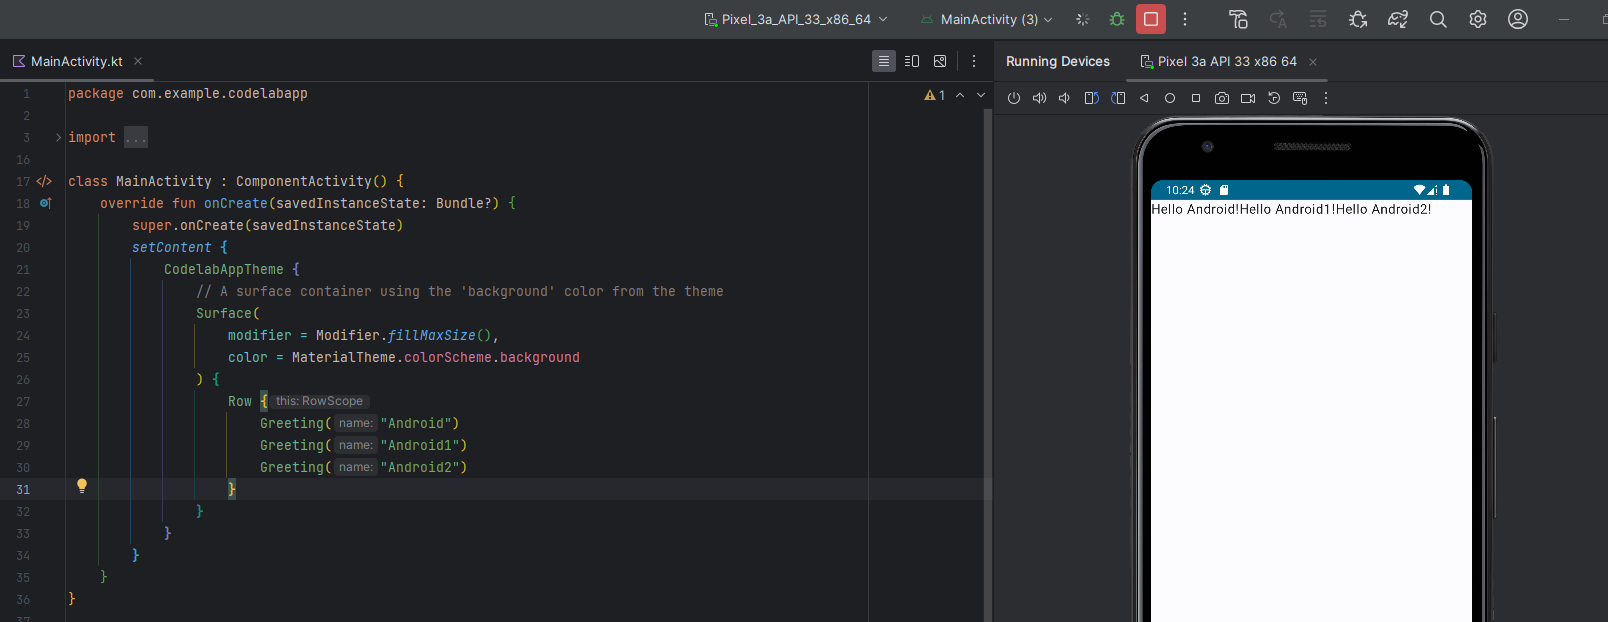 Pixel_3a_API_33_x86_64
MainActivity (3)
MainActivity.kt
Running Devices
Pixel 3a API 33 x86 64
1 package com.example.codelabapp
1
2
3 import ...
16
17 class MainActivity : ComponentActivity() {
18 override fun onCreate(savedInstanceState: Bundle?) {
19 super.onCreate(savedInstanceState)
20 setContent {
21 CodelabAppTheme {
22 // A surface container using the 'background' color from the theme
23 Surface(
24 modifier = Modifier.fillMaxSize(),
25 color = MaterialTheme.colorScheme.background
26 ) {
27 Row { this: RowScope
28 Greeting( name: "Android")
29 Greeting( name: "Android1")
30 Greeting( name: "Android2")
31 }
32 }
33 }
34 }
35 }
36 }
37
10:24
Hello Android!Hello Android1!Hello Android2!